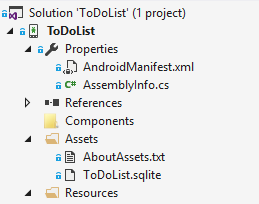 Solution 'ToDoList' (1 project)
ToDoList
Properties
AndroidManifest.xml
C# AssemblyInfo.cs
References
Components
Assets
AboutAssets.txt
ToDoList.sqlite
Resources